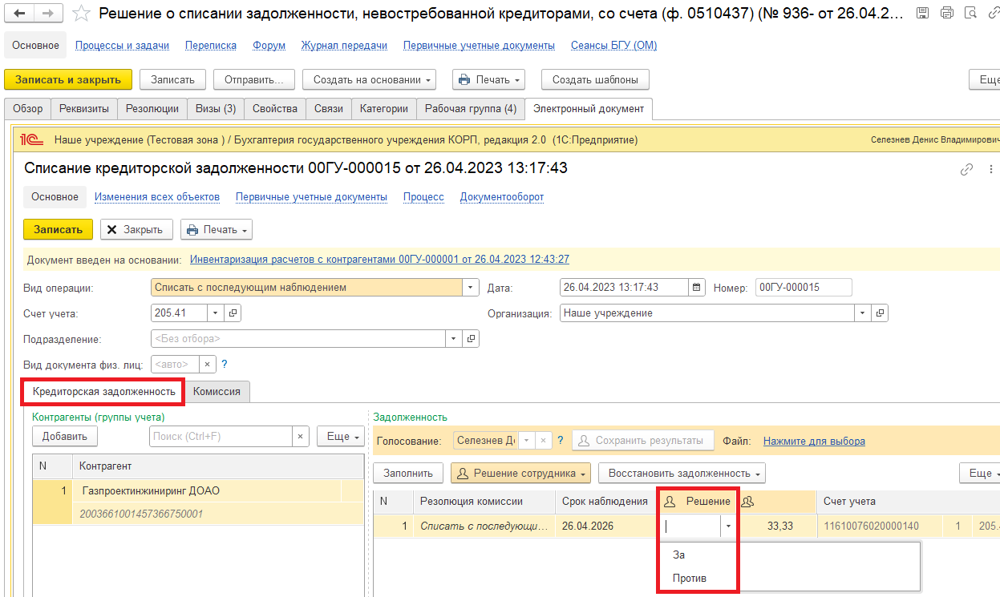 Решение о списании задолженности, невостребованной кредиторами, со счета (ф. 0510437) (№ 936- от 26.04.2...
Основное Процессы и задачи Переписка Форум Журнал передачи Первичные учетные документы Сеансы БГУ (ОМ)
Записать и закрыть Записать Отправить... Создать на основании Печать Создать шаблоны Еще
Обзор Реквизиты Резолюции Визы (3) Свойства Связи Категории Рабочая группа (4) Электронный документ
1С Наше учреждение (Тестовая зона ) / Бухгалтерия государственного учреждения КОРП, редакция 2.0 (1С:Предприятие) Селезнев Денис Владимирович
Списание кредиторской задолженности 00ГУ-000015 от 26.04.2023 13:17:43
Основное Изменения всех объектов Первичные учетные документы Процесс Документооборот
Записать Закрыть Печать
Документ введен на основании: Инвентаризация расчетов с контрагентами 00ГУ-000001 от 26.04.2023 12:43:27
Вид операции: Списать с последующим наблюдением Дата: 26.04.2023 13:17:43 Номер: 00ГУ-000015
Счет учета: 205.41 Организация: Наше учреждение
Подразделение: <Без отбора>
Вид документа физ. лиц: <авто> × ?
Кредиторская задолженность Комиссия
Контрагенты (группы учета) Задолженность
Добавить Поиск (Ctrl+F) × Еще
Голосование: Селезнев Де × ? Сохранить результаты Файл: Нажмите для выбора
Заполнить Решение сотрудника Восстановить задолженность Еще
N Контрагент
1 Газпроектинжиниринг ДОАО
2003661001457366750001
N Резолюция комиссии Срок наблюдения Решение Счет учета
1 Списать с последующи... 26.04.2026 33,33 11610076020000140 1 205.
За
Против